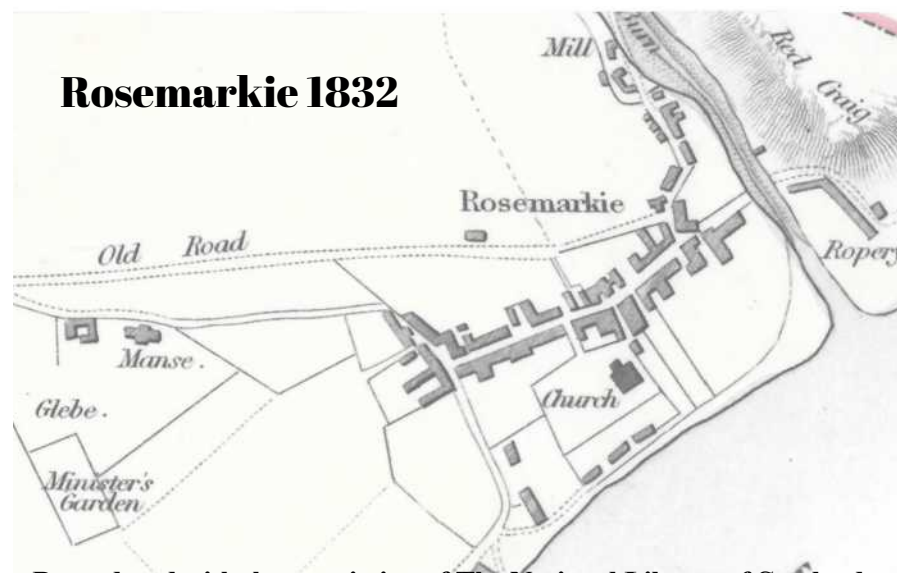 Rosemarkie 1832
Mill
Burn
Red
Craig
Rosemarkie
Old Road
Ropery
Manse.
Glebe.
Church
Minister's
Garden